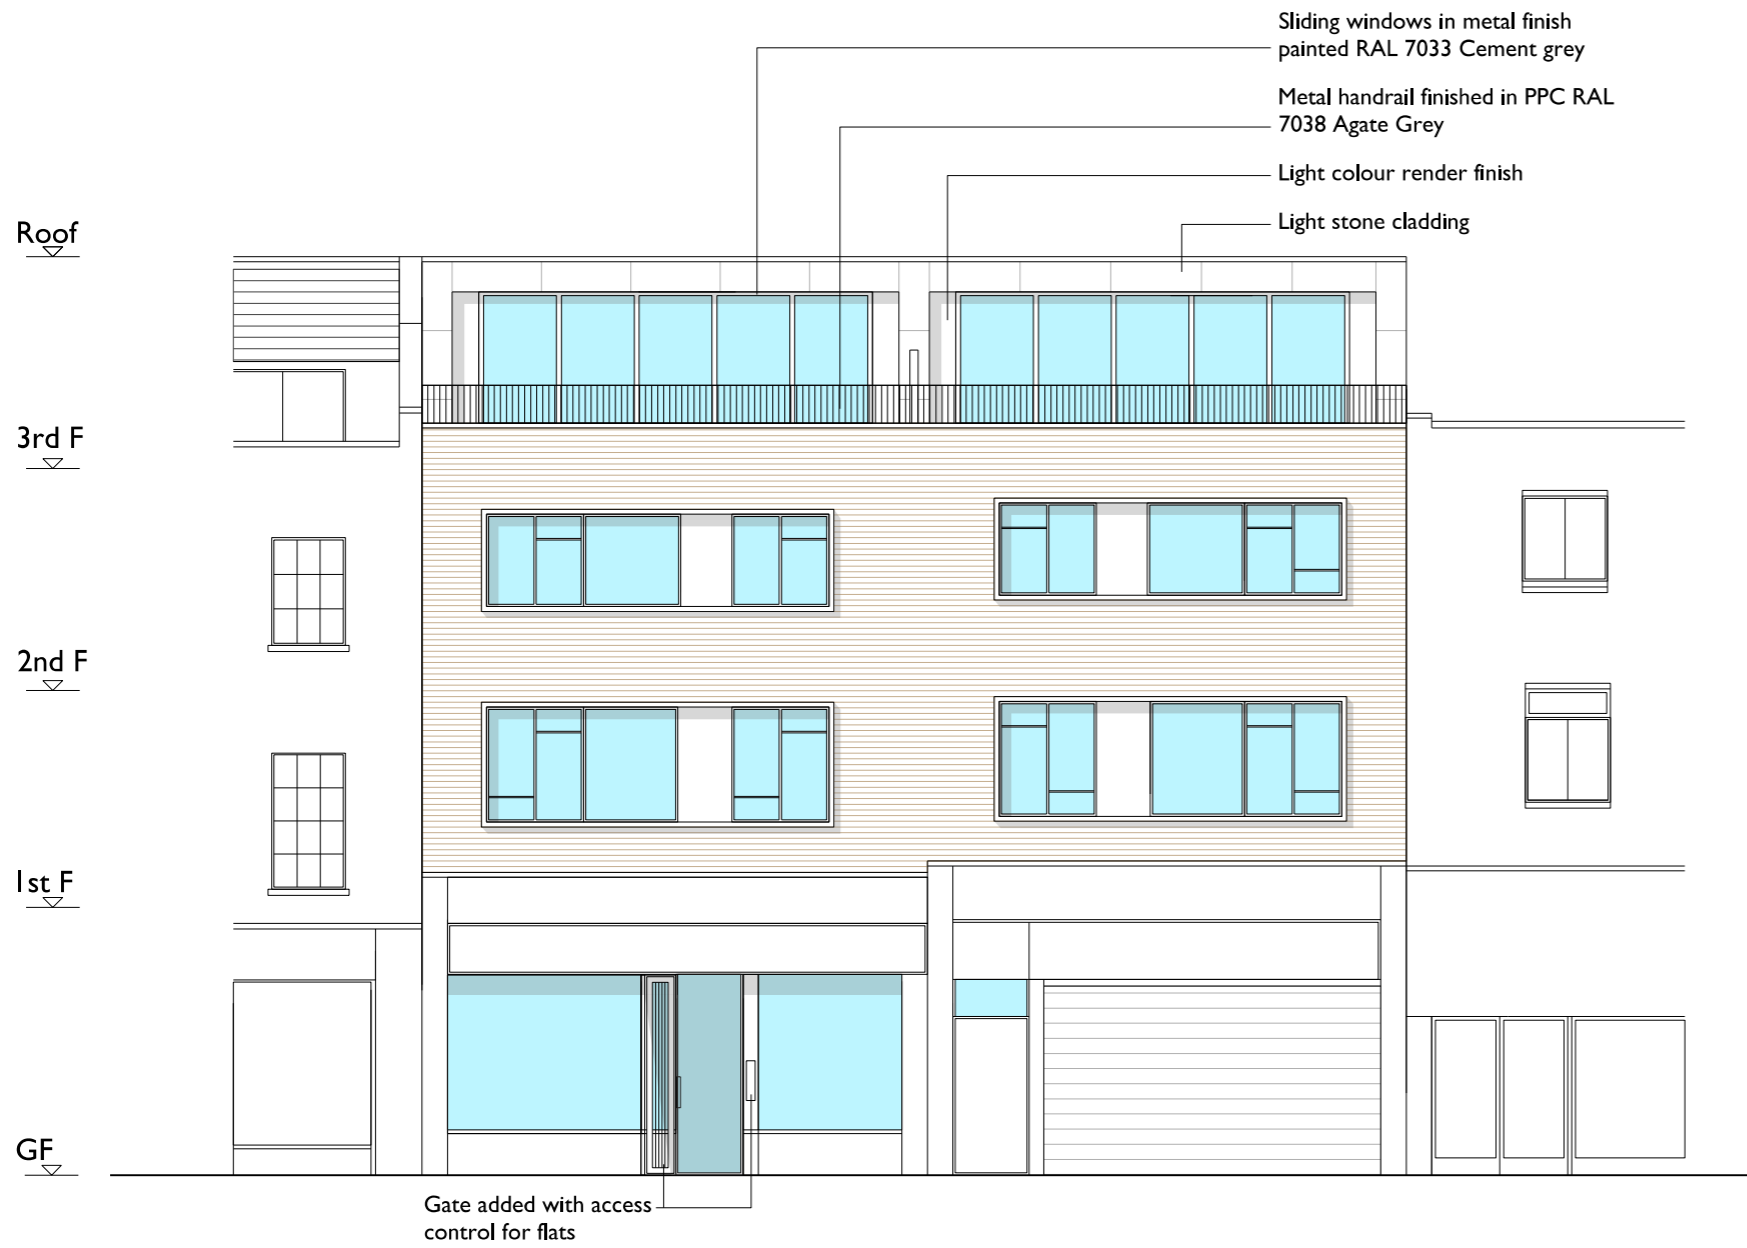 Sliding windows in metal finish
painted RAL 7033 Cement grey
Metal handrail finished in PPC RAL
7038 Agate Grey
Light colour render finish
Light stone cladding
Roof
3rd F
2nd F
1st F
GF
Gate added with access
control for flats